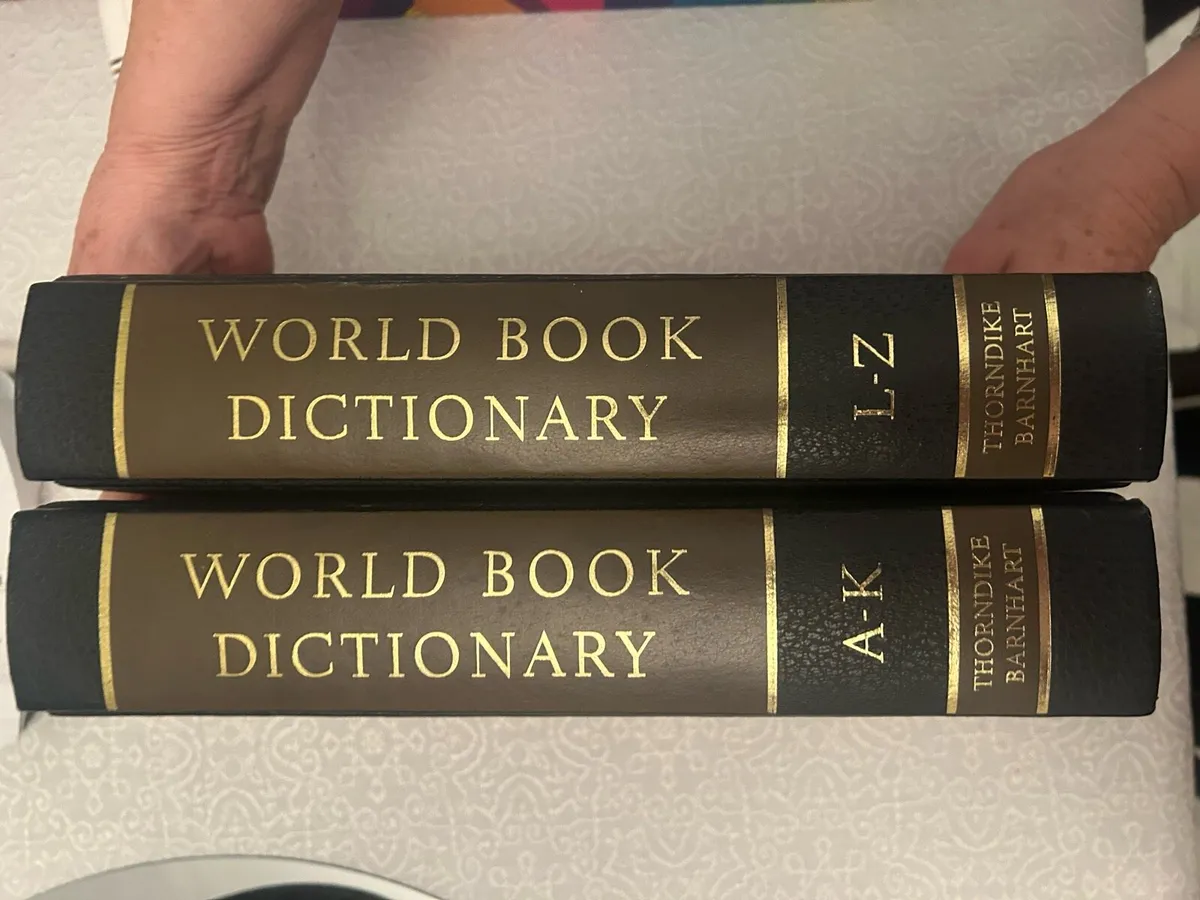 WORLD BOOK
DICTIONARY
L-Z
THORNDIKE
BARNHART
WORLD BOOK
DICTIONARY
A-K
THORNDIKE
BARNHART